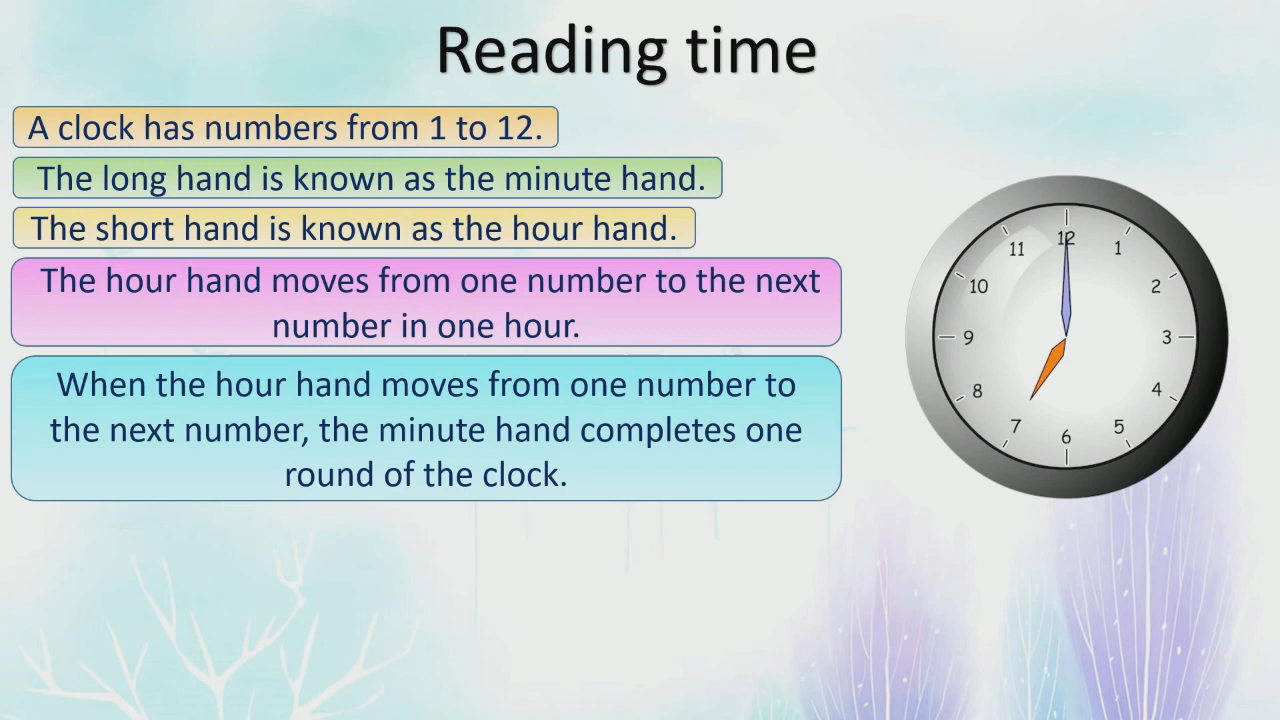 Reading time
A clock has numbers from 1 to 12.
The long hand is known as the minute hand.
The short hand is known as the hour hand.
The hour hand moves from one number to the next
number in one hour.
When the hour hand moves from one number to
the next number, the minute hand completes one
round of the clock.
12
11
1
10
2
9
3
8
4
7
5
6